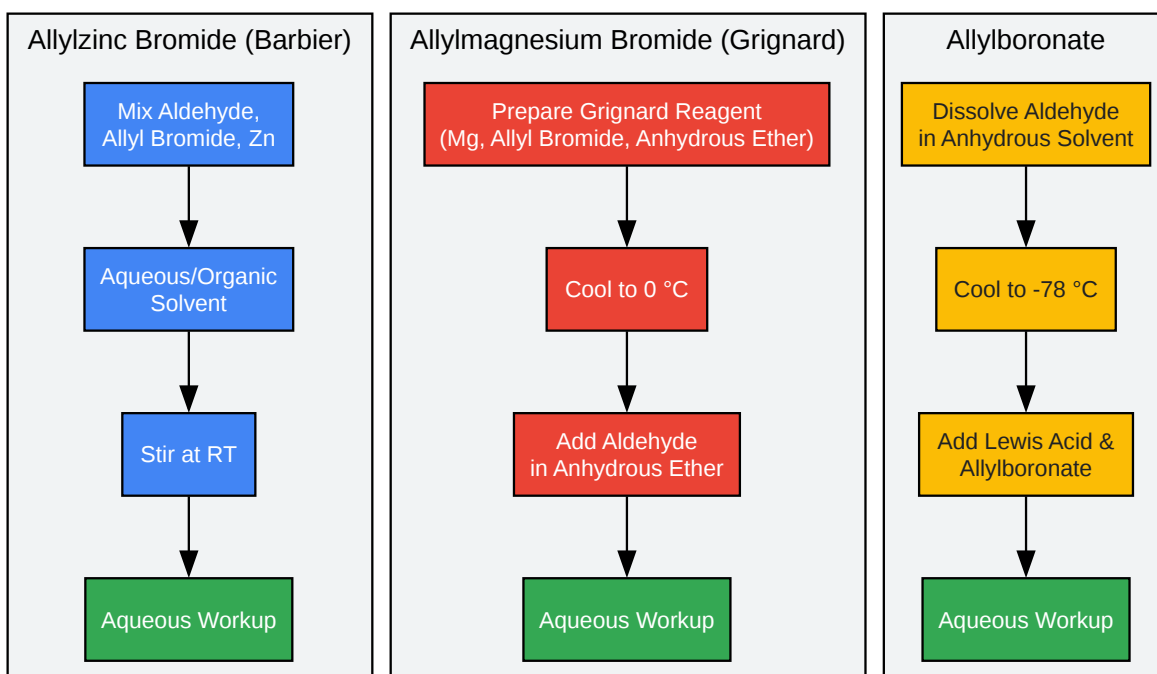 Allylzinc Bromide (Barbier)
Mix Aldehyde,
Allyl Bromide, Zn
Aqueous/Organic
Solvent
Stir at RT
Aqueous Workup
Allylmagnesium Bromide (Grignard)
Prepare Grignard Reagent
(Mg, Allyl Bromide, Anhydrous Ether)
Cool to 0 °C
Add Aldehyde
in Anhydrous Ether
Aqueous Workup
Allylboronate
Dissolve Aldehyde
in Anhydrous Solvent
Cool to -78 °C
Add Lewis Acid &
Allylboronate
Aqueous Workup